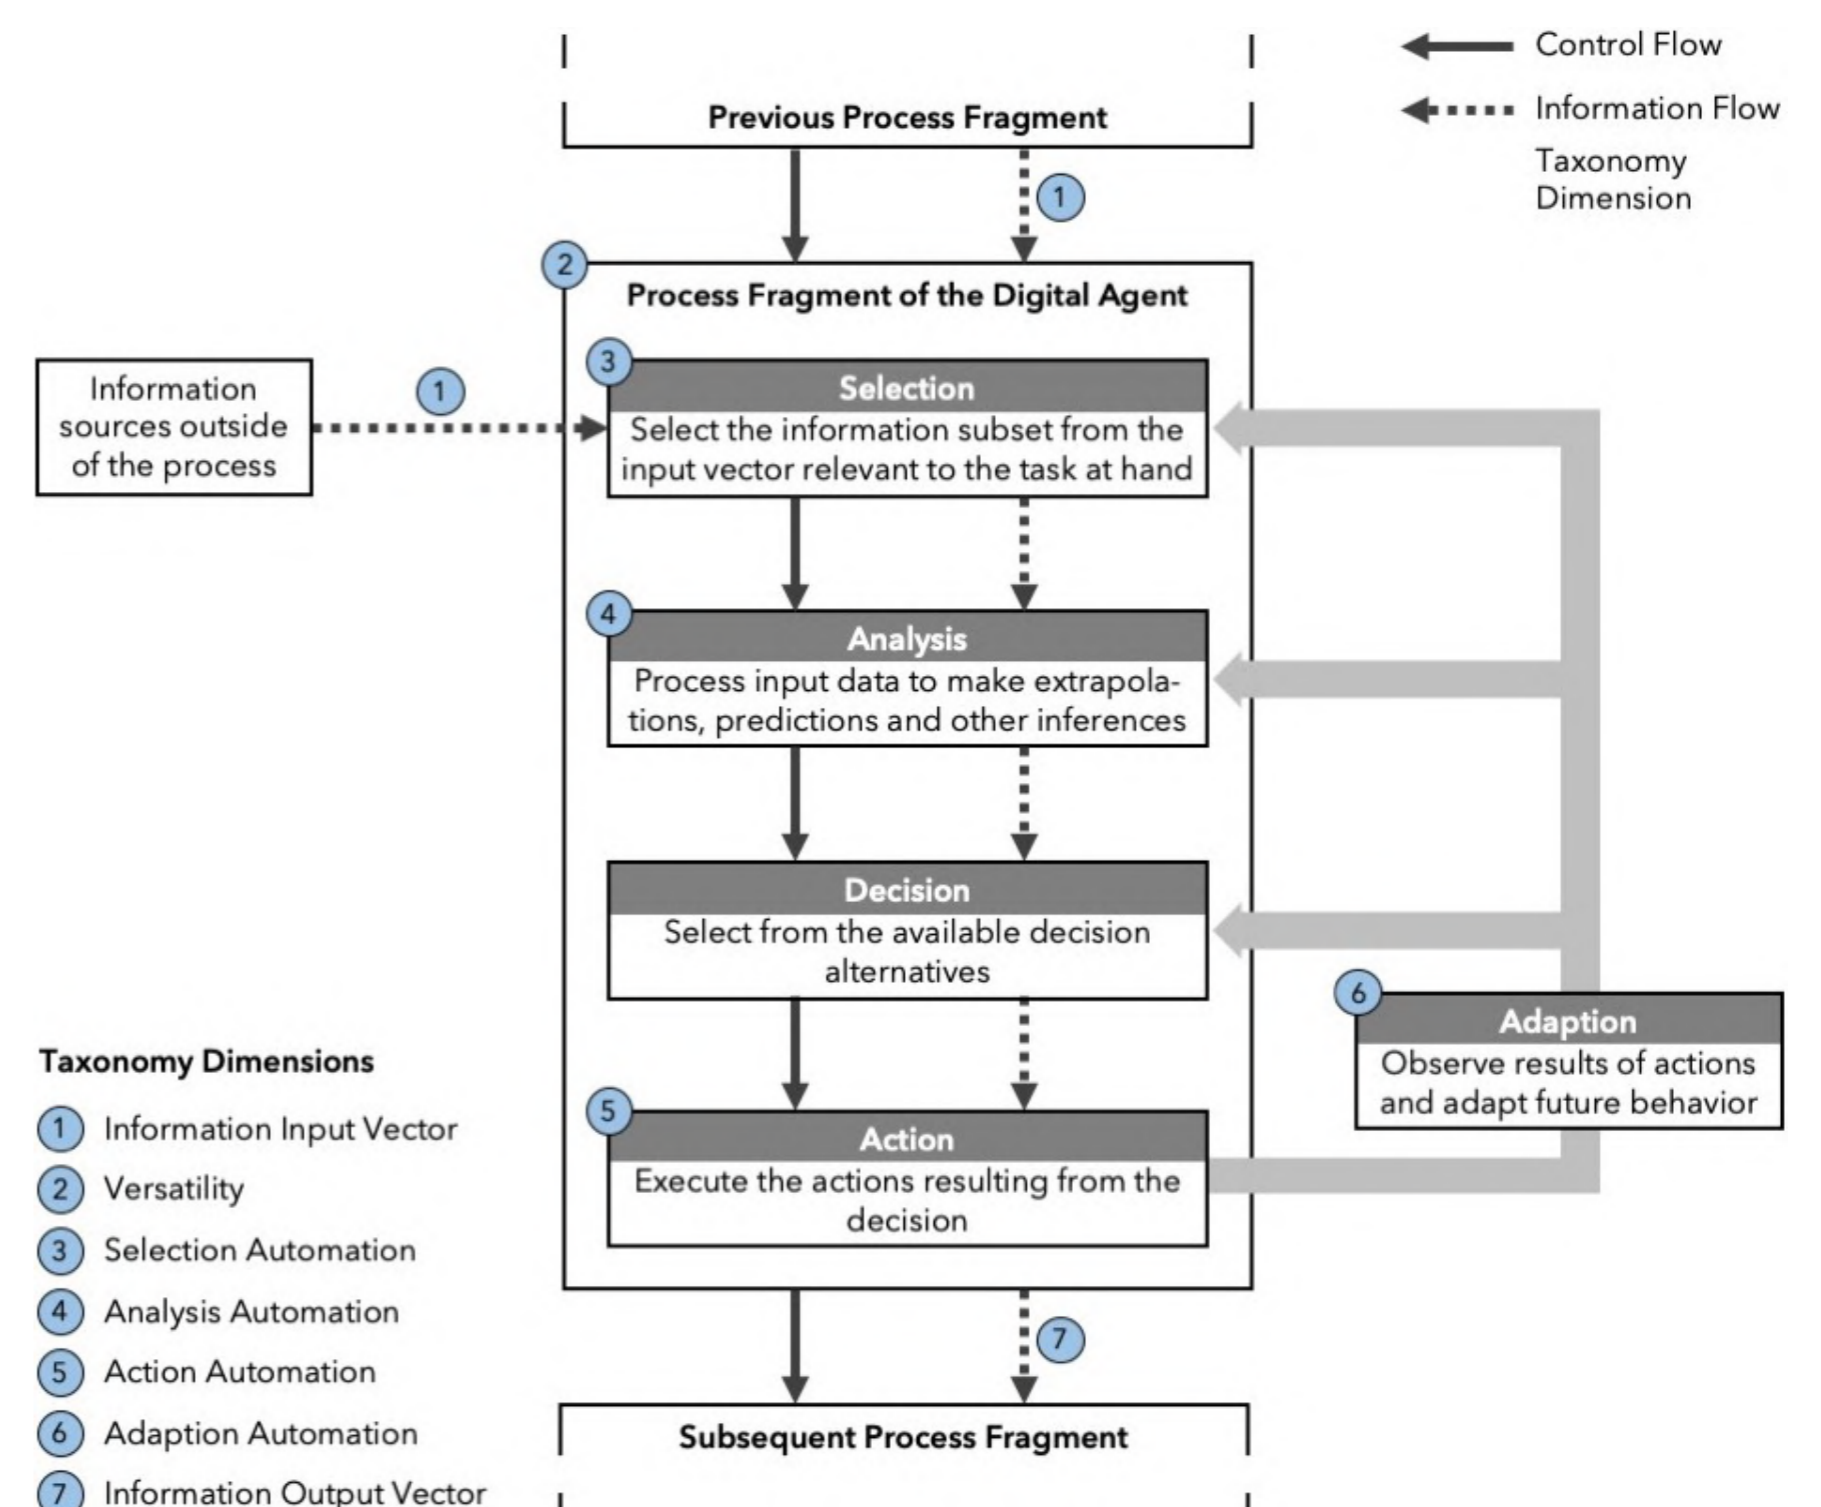 Control Flow
Information Flow
Taxonomy
Dimension
Previous Process Fragment
1
2
Process Fragment of the Digital Agent
Information
sources outside
of the process
1
3
Selection
Select the information subset from the
input vector relevant to the task at hand
4
Analysis
Process input data to make extrapola-
tions, predictions and other inferences
Decision
Select from the available decision
alternatives
6
Adaption
Observe results of actions
and adapt future behavior
5
Action
Execute the actions resulting from the
decision
7
Subsequent Process Fragment
Taxonomy Dimensions
1 Information Input Vector
2 Versatility
3 Selection Automation
4 Analysis Automation
5 Action Automation
6 Adaption Automation
7 Information Output Vector